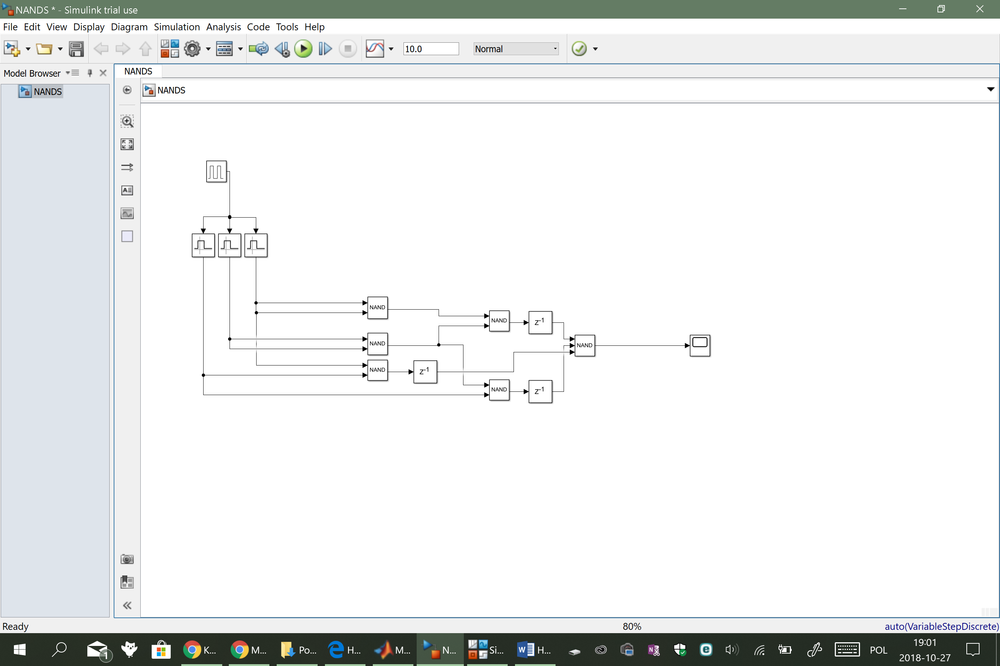 NANDS * - Simulink trial use
File Edit View Display Diagram Simulation Analysis Code Tools Help
10.0 Normal
Model Browser
NANDS
NANDS
NANDS
NAND
NAND
z-1
NAND
NAND
NAND
z-1
NAND
z-1
Ready
80%
auto(VariableStepDiscrete)
1
K...
M...
Po...
H...
M...
N...
Si...
H...
POL
19:01
2018-10-27